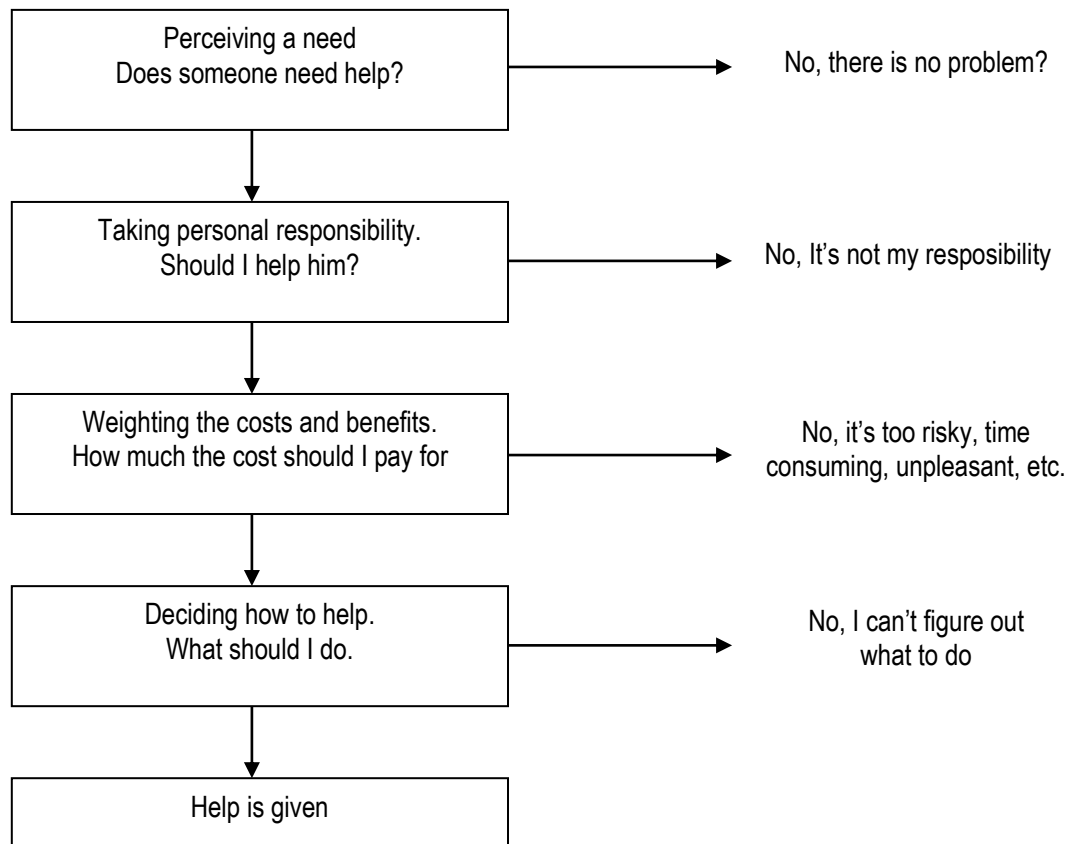 Perceiving a need
Does someone need help?
No, there is no problem?
Taking personal responsibility.
Should I help him?
No, It's not my resposibility
Weighting the costs and benefits.
How much the cost should I pay for
No, it's too risky, time
consuming, unpleasant, etc.
Deciding how to help.
What should I do.
No, I can't figure out
what to do
Help is given